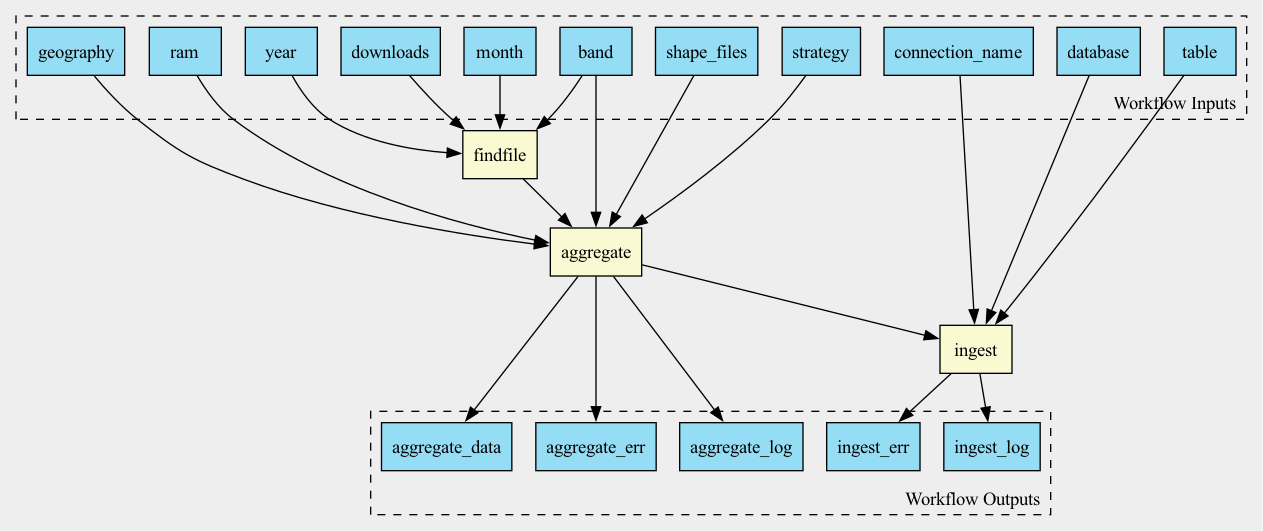 geography
ram
year
downloads
month
band
shape_files
strategy
connection_name
database
table
Workflow Inputs
findfile
aggregate
ingest
aggregate_data
aggregate_err
aggregate_log
ingest_err
ingest_log
Workflow Outputs